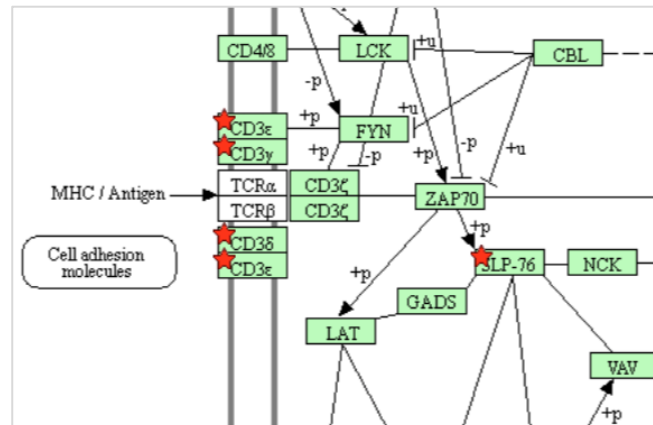 +p
CD4/8
LCK
+u
CBL
-p
+u
CD3ε
+p
FYN
CD3γ
+p
-p
+p
-p
+u
MHC / Antigen
TCRα
CD3ζ
ZAP70
TCRβ
CD3ζ
CD3δ
+p
Cell adhesion
molecules
CD3ε
+p
SLP-76
NCK
GADS
LAT
VAV
+p